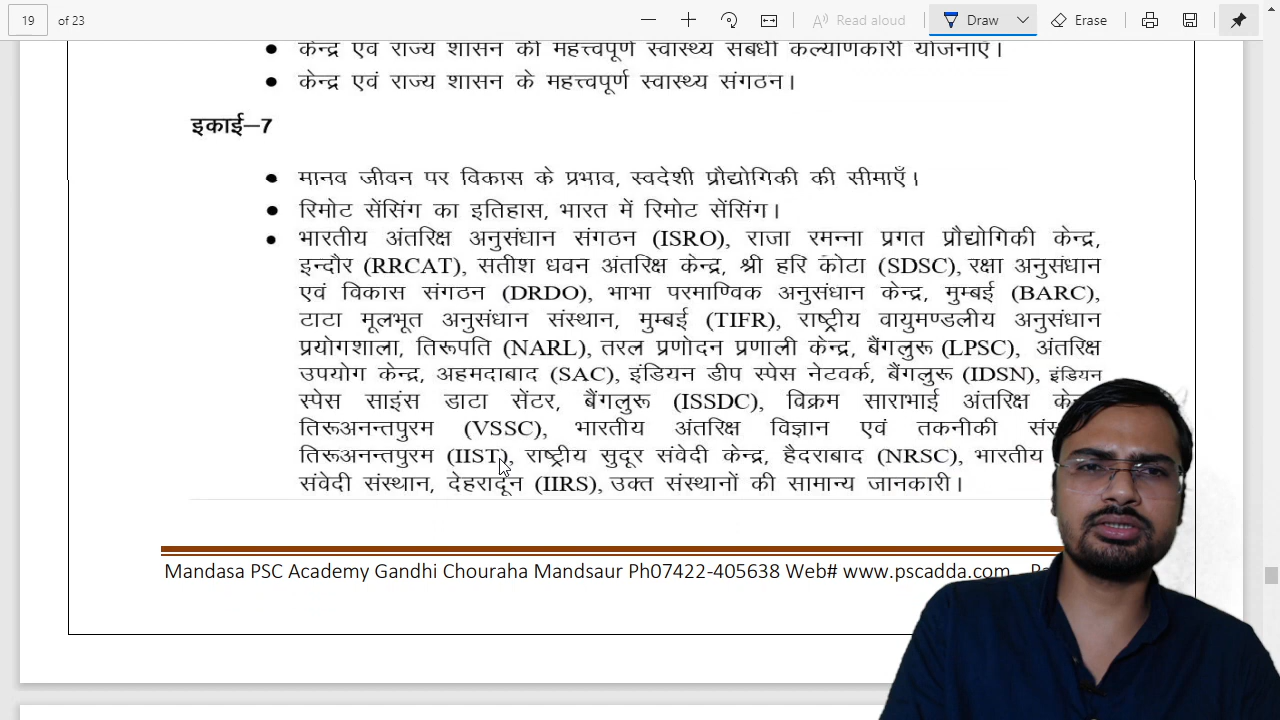 19 of 23 Read aloud Draw Erase
केन्द्र एवं राज्य शासन की महत्त्वपूर्ण स्वास्थ्य संबंधी कल्याणकारी योजनाएँ।
केन्द्र एवं राज्य शासन के महत्त्वपूर्ण स्वास्थ्य संगठन।
इकाई–7
मानव जीवन पर विकास के प्रभाव, स्वदेशी प्रौद्योगिकी की सीमाएँ।
रिमोट सेंसिंग का इतिहास, भारत में रिमोट सेंसिंग।
भारतीय अंतरिक्ष अनुसंधान संगठन (ISRO), राजा रमन्ना प्रगत प्रौद्योगिकी केन्द्र,
इन्दौर (RRCAT), सतीश धवन अंतरिक्ष केन्द्र, श्री हरि कोटा (SDSC), रक्षा अनुसंधान
एवं विकास संगठन (DRDO), भाभा परमाण्विक अनुसंधान केन्द्र, मुम्बई (BARC),
टाटा मूलभूत अनुसंधान संस्थान, मुम्बई (TIFR), राष्ट्रीय वायुमण्डलीय अनुसंधान
प्रयोगशाला, तिरूपति (NARL), तरल प्रणोदन प्रणाली केन्द्र, बैंगलुरू (LPSC), अंतरिक्ष
उपयोग केन्द्र, अहमदाबाद (SAC), इंडियन डीप स्पेस नेटवर्क, बैंगलुरू (IDSN), इंडियन
स्पेस साइंस डाटा सेंटर, बैंगलुरू (ISSDC), विक्रम साराभाई अंतरिक्ष
तिरूअनन्तपुरम (VSSC), भारतीय अंतरिक्ष विज्ञान एवं तकनीकी
तिरूअनन्तपुरम (IIST), राष्ट्रीय सुदूर संवेदी केन्द्र, हैदराबाद (NRSC), भारतीय
संवेदी संस्थान, देहरादून (IIRS), उक्त संस्थानों की सामान्य जानकारी।
Mandasa PSC Academy Gandhi Chouraha Mandsaur Ph07422-405638 Web# www.pscadda.com